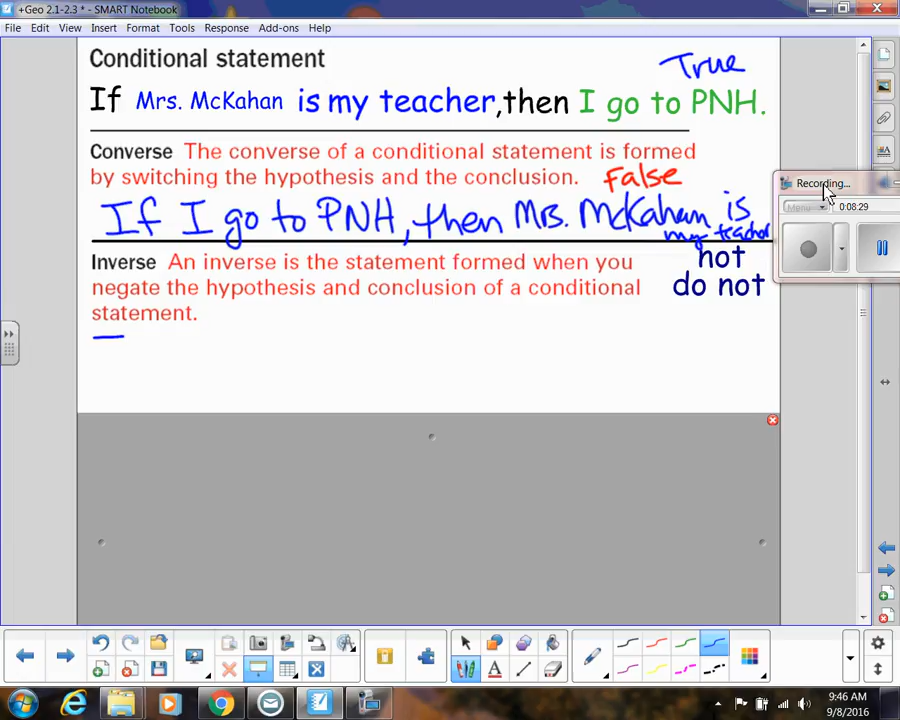 +Geo 2.1-2.3 * - SMART Notebook
File Edit View Insert Format Tools Response Add-ons Help
Conditional statement
True
If Mrs. McKahan is my teacher, then I go to PNH.
Converse The converse of a conditional statement is formed
by switching the hypothesis and the conclusion. False
If I go to PNH, then Mrs. McKahan is
my teacher
Inverse An inverse is the statement formed when you not
negate the hypothesis and conclusion of a conditional do not
statement.
Recording...
Menu 0:08:29
9:46 AM
9/8/2016